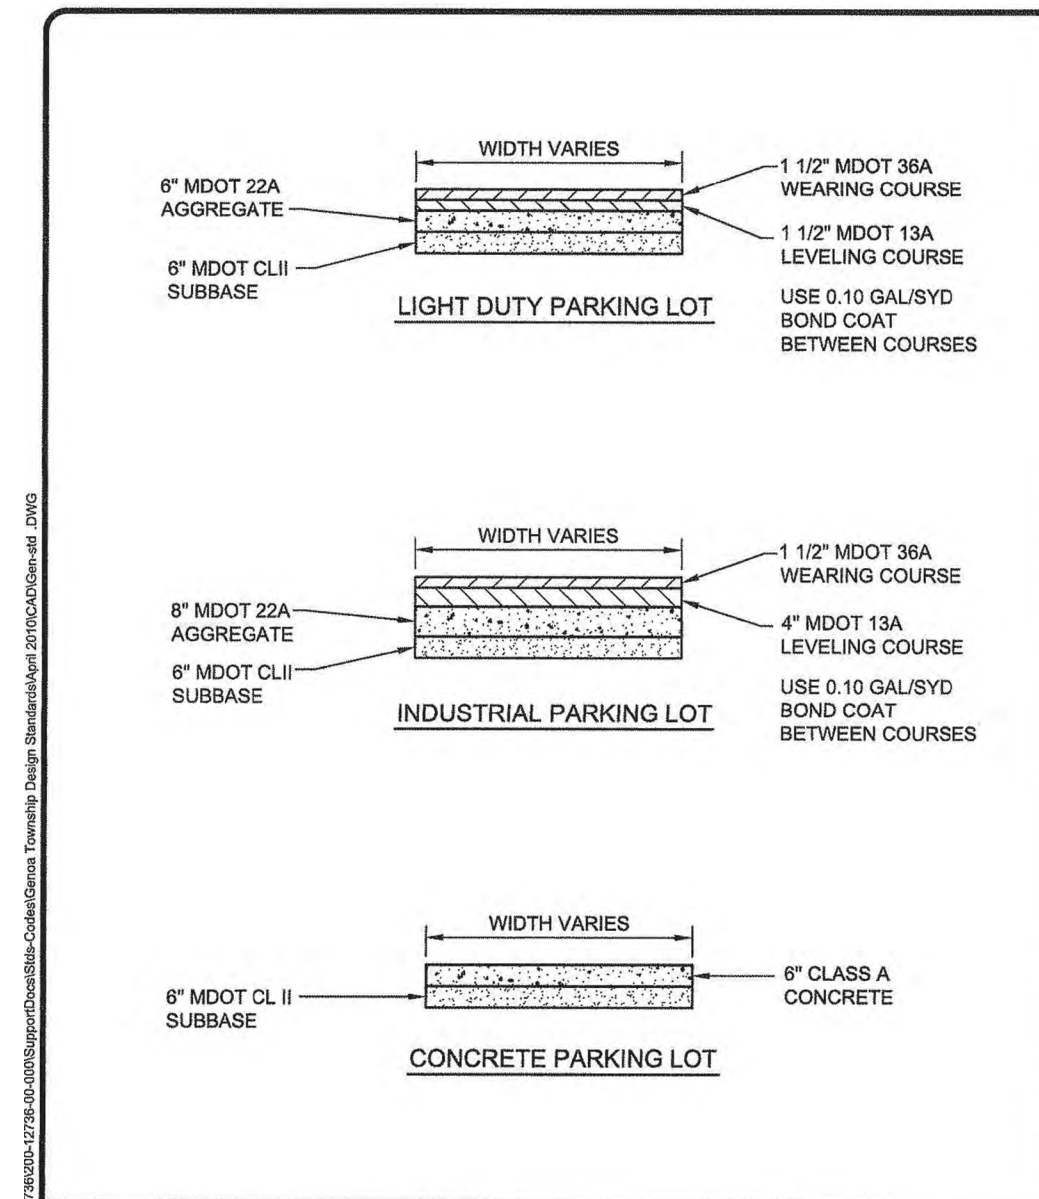 WIDTH VARIES
6" MDOT 22A
AGGREGATE
6" MDOT CLII
SUBBASE
1 1/2" MDOT 36A
WEARING COURSE
1 1/2" MDOT 13A
LEVELING COURSE
USE 0.10 GAL/SYD
BOND COAT
BETWEEN COURSES
LIGHT DUTY PARKING LOT
WIDTH VARIES
8" MDOT 22A
AGGREGATE
6" MDOT CLII
SUBBASE
1 1/2" MDOT 36A
WEARING COURSE
4" MDOT 13A
LEVELING COURSE
USE 0.10 GAL/SYD
BOND COAT
BETWEEN COURSES
INDUSTRIAL PARKING LOT
WIDTH VARIES
6" MDOT CL II
SUBBASE
6" CLASS A
CONCRETE
CONCRETE PARKING LOT
736\200-12736-00-000\SupportDocs\Stds-Codes\Genoa Township Design Standards\April 2010\CAD\Gen-std .DWG